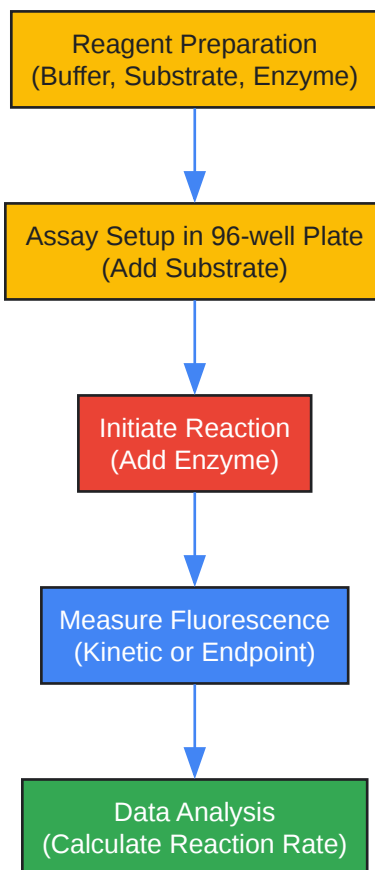 Reagent Preparation
(Buffer, Substrate, Enzyme)
Assay Setup in 96-well Plate
(Add Substrate)
Initiate Reaction
(Add Enzyme)
Measure Fluorescence
(Kinetic or Endpoint)
Data Analysis
(Calculate Reaction Rate)